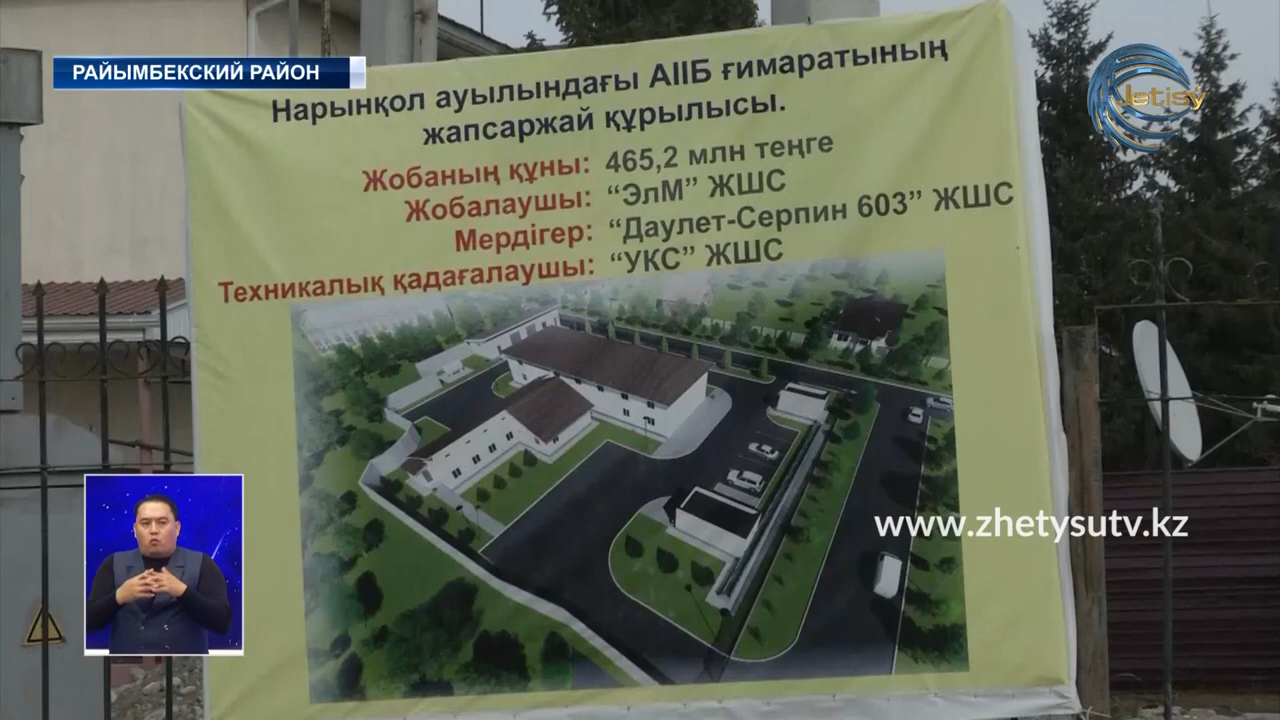 РАЙЫМБЕКСКИЙ РАЙОН
Jetisý
Нарынқол ауылындағы АІІБ ғимаратының
жапсаржай құрылысы.
Жобаның құны: 465,2 млн теңге
Жобалаушы: “ЭлМ” ЖШС
Мердігер: “Даулет-Серпин 603” ЖШС
Техникалық қадағалаушы: “УКС” ЖШС
www.zhetysutv.kz